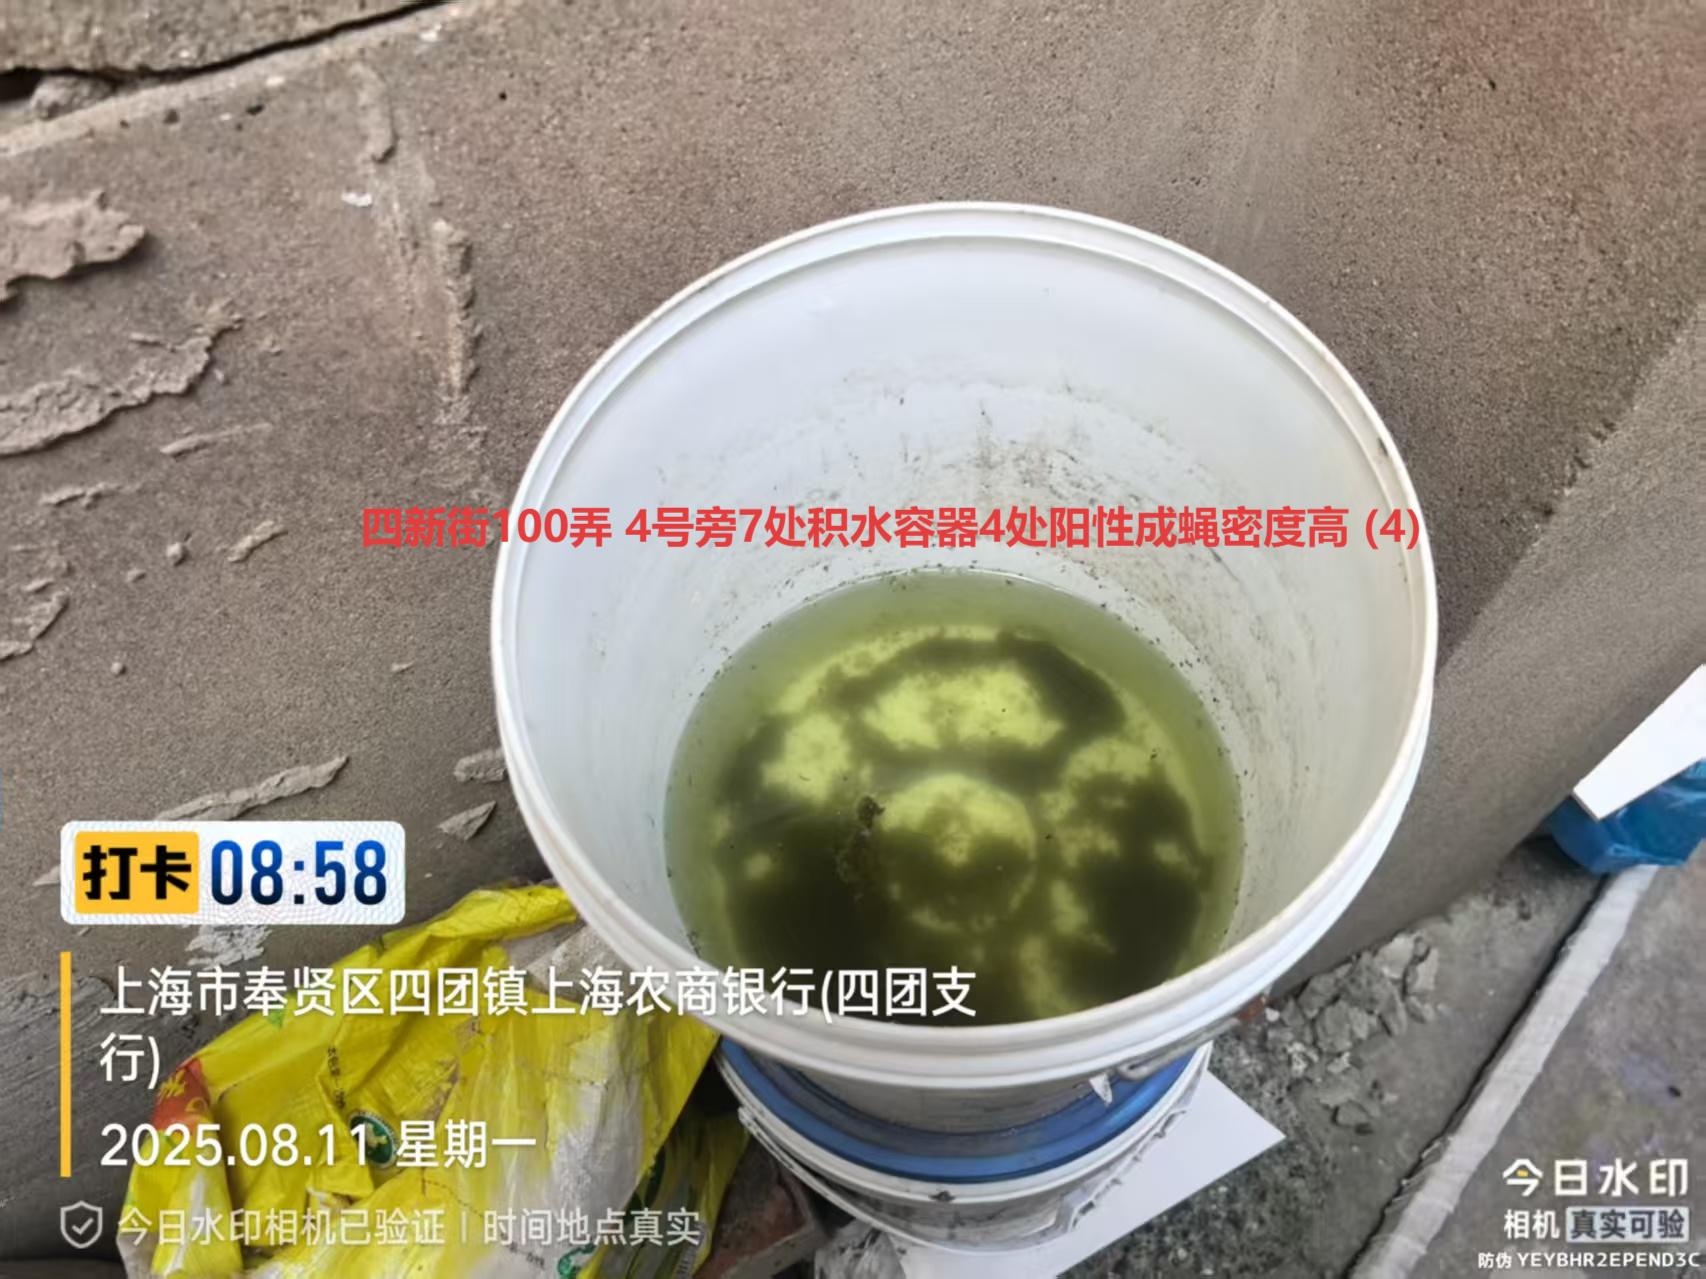 四新街100弄 4号旁7处积水容器4处阳性成蝇密度高 (4)
打卡 08:58
上海市奉贤区四团镇上海农商银行(四团支
行)
2025.08.11 星期一
今日水印相机已验证 | 时间地点真实
今日水印
相机 真实可验
防伪 YEYBHR2EPEND3C